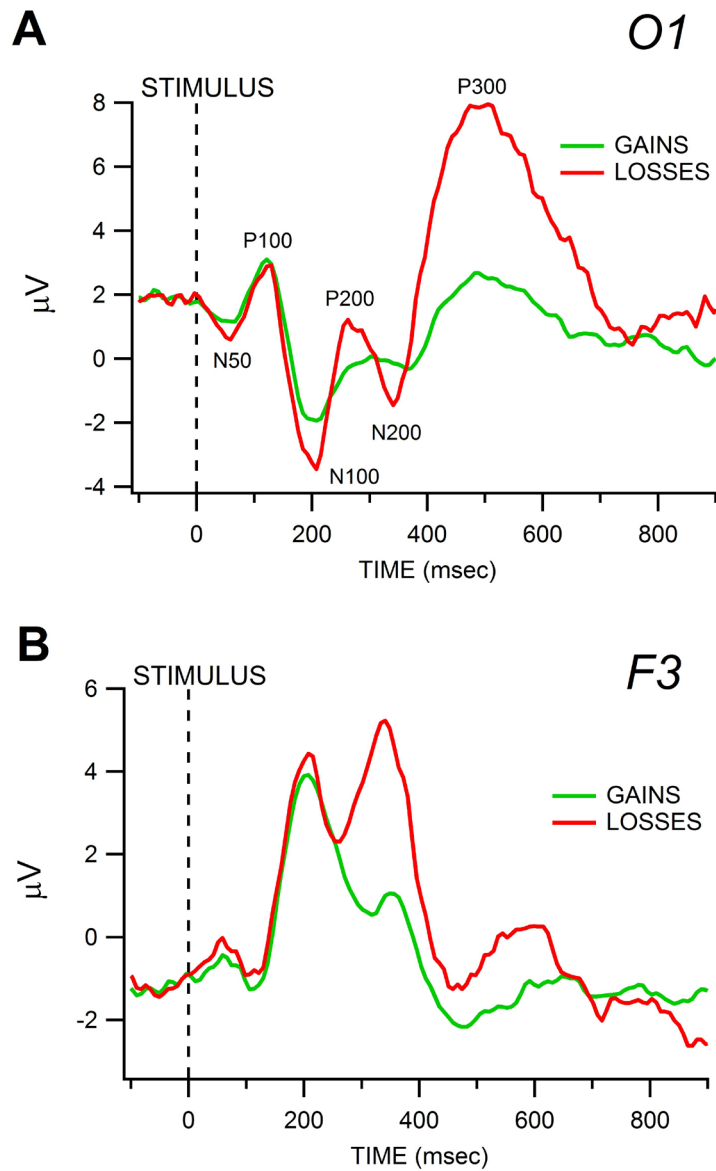 A
O1
STIMULUS
P300
8
GAINS
LOSSES
6
P100
4
P200
2
µV
0
N50
N200
-2
N100
-4
0 200 400 600 800
TIME (msec)
B
F3
STIMULUS
6
4
GAINS
LOSSES
2
µV
0
-2
0 200 400 600 800
TIME (msec)